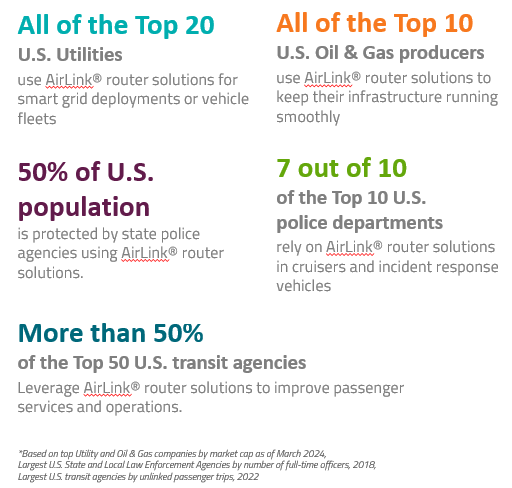 All of the Top 20
U.S. Utilities
use AirLink® router solutions for
smart grid deployments or vehicle
fleets
All of the Top 10
U.S. Oil & Gas producers
use AirLink® router solutions to
keep their infrastructure running
smoothly
50% of U.S.
population
is protected by state police
agencies using AirLink® router
solutions.
7 out of 10
of the Top 10 U.S.
police departments
rely on AirLink® router solutions
in cruisers and incident response
vehicles
More than 50%
of the Top 50 U.S. transit agencies
Leverage AirLink® router solutions to improve passenger
services and operations.
*Based on top Utility and Oil & Gas companies by market cap as of March 2024,
Largest U.S. State and Local Law Enforcement Agencies by number of full-time officers, 2018,
Largest U.S. transit agencies by unlinked passenger trips, 2022